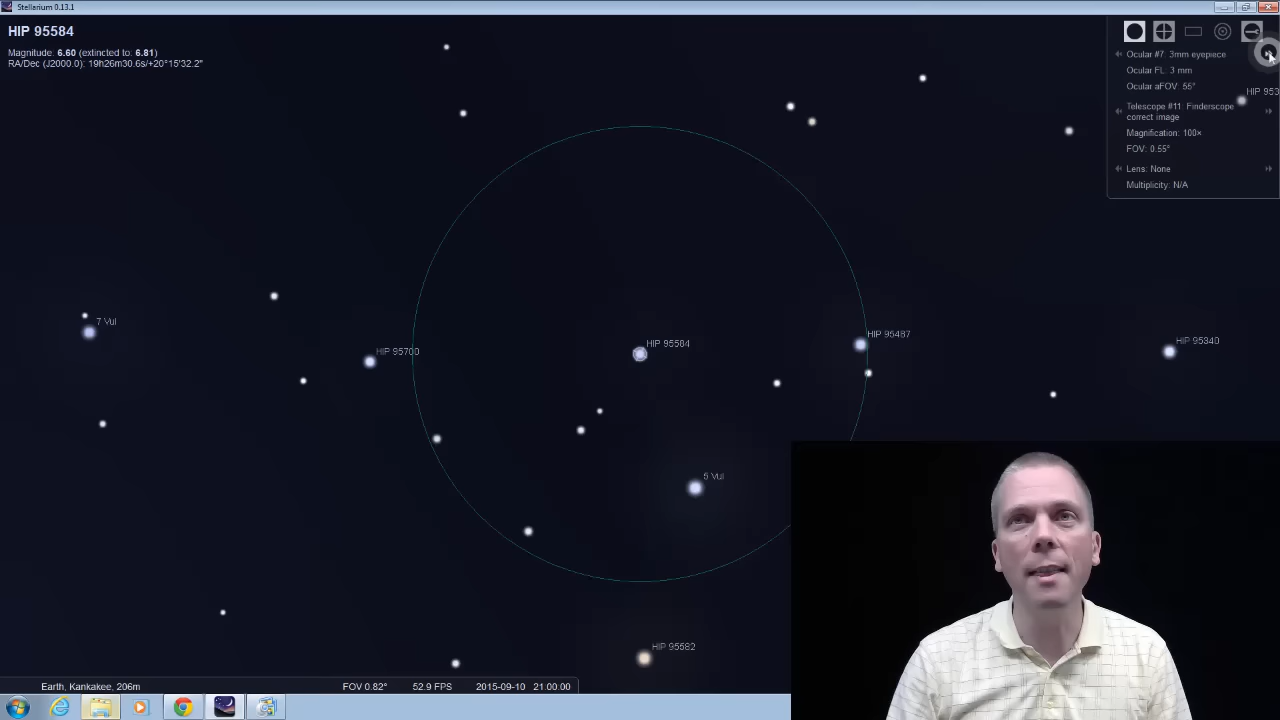 Stellarium 0.13.1
HIP 95584
Magnitude: 6.60 (extincted to: 6.81)
RA/Dec (J2000.0): 19h26m30.6s/+20°15'32.2"
Ocular #7: 3mm eyepiece
Ocular FL: 3 mm
Ocular aFOV: 55°
HIP 953
Telescope #11: Finderscope
correct image
Magnification: 100×
FOV: 0.55°
Lens: None
Multiplicity: N/A
7 Vul
HIP 95700
HIP 95584
HIP 95487
HIP 95340
5 Vul
HIP 95582
Earth, Kankakee, 206m
FOV 0.82°
52.9 FPS
2015-09-10 21:00:00